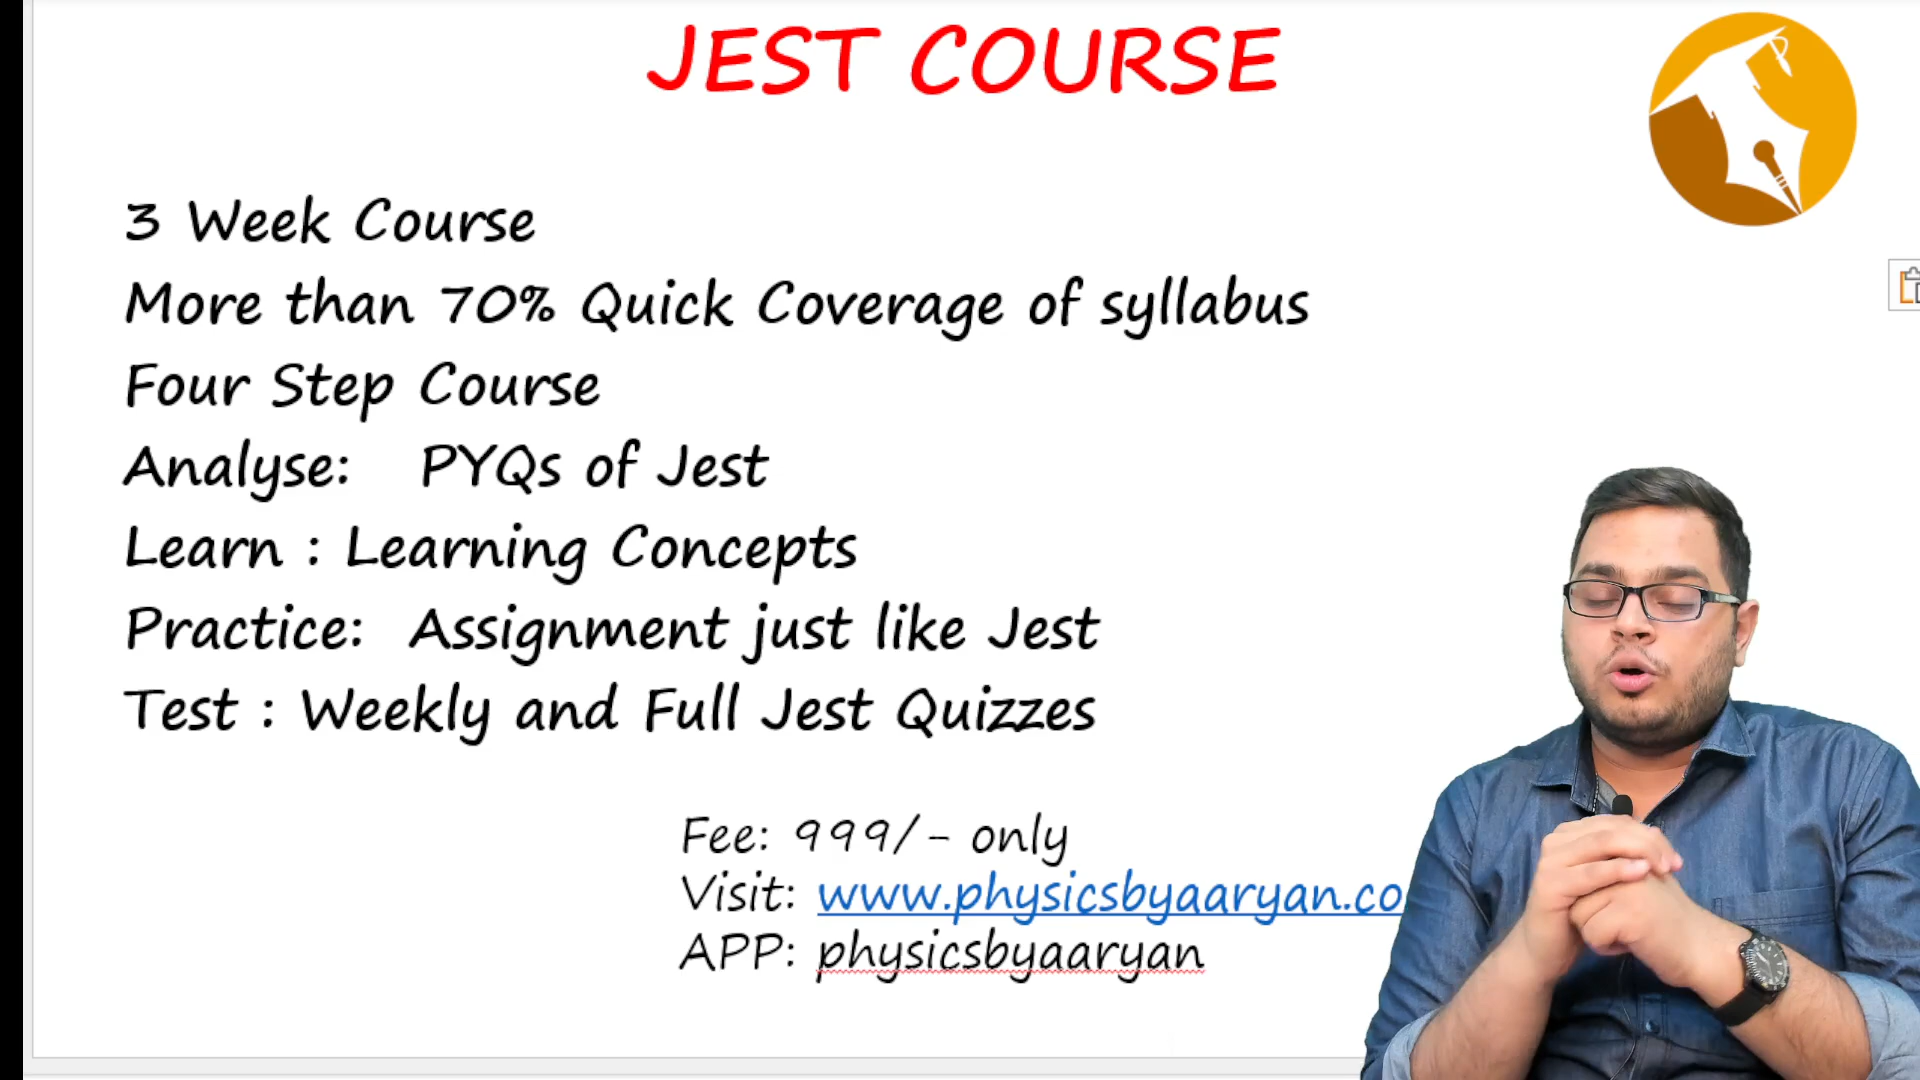 JEST COURSE
3 Week Course
More than 70% Quick Coverage of syllabus
Four Step Course
Analyse: PYQs of Jest
Learn : Learning Concepts
Practice: Assignment just like Jest
Test : Weekly and Full Jest Quizzes
Fee: 999/- only
Visit: www.physicsbyaaryan.co
APP: physicsbyaaryan